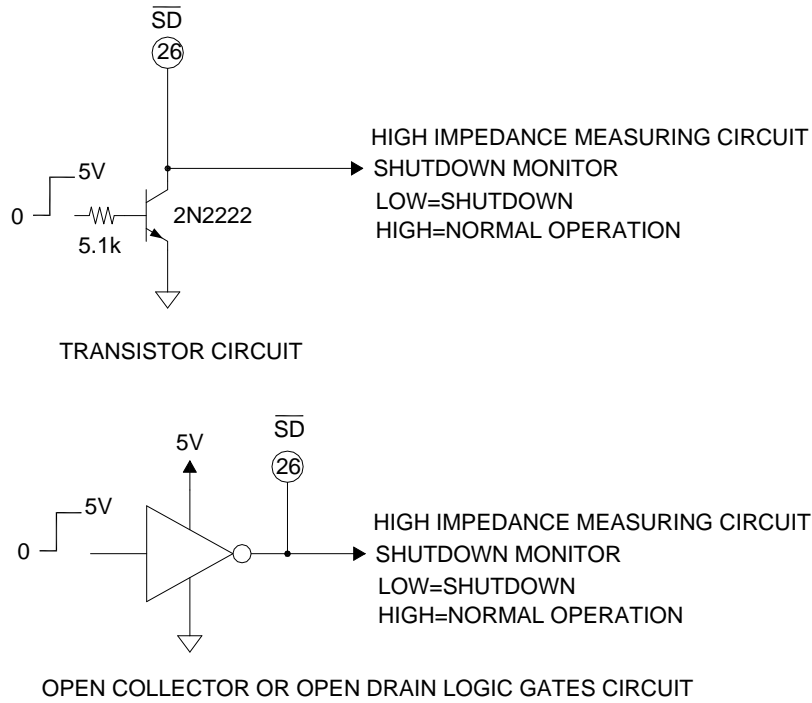 SD
26
HIGH IMPEDANCE MEASURING CIRCUIT
5V
SHUTDOWN MONITOR
LOW=SHUTDOWN
0
2N2222
HIGH=NORMAL OPERATION
5.1k
TRANSISTOR CIRCUIT
SD
5V
26
5V
HIGH IMPEDANCE MEASURING CIRCUIT
0
SHUTDOWN MONITOR
LOW=SHUTDOWN
HIGH=NORMAL OPERATION
OPEN COLLECTOR OR OPEN DRAIN LOGIC GATES CIRCUIT